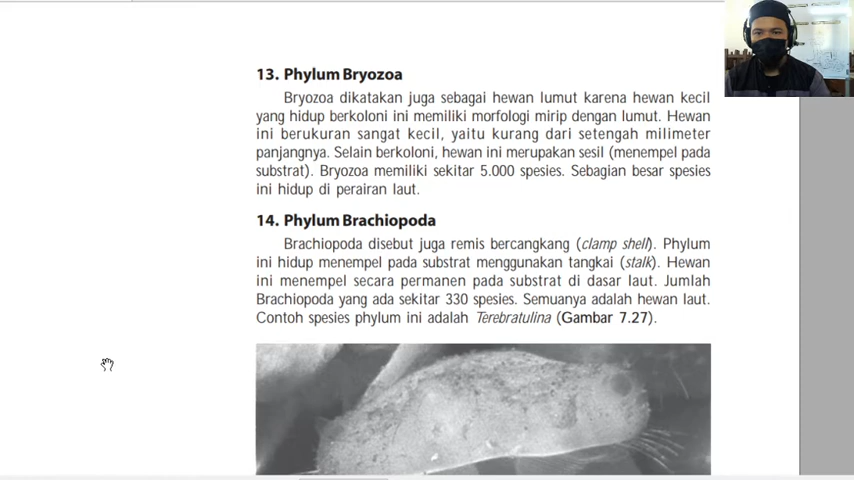 13. Phylum Bryozoa
Bryozoa dikatakan juga sebagai hewan lumut karena hewan kecil
yang hidup berkoloni ini memiliki morfologi mirip dengan lumut. Hewan
ini berukuran sangat kecil, yaitu kurang dari setengah milimeter
panjangnya. Selain berkoloni, hewan ini merupakan sesil (menempel pada
substrat). Bryozoa memiliki sekitar 5.000 spesies. Sebagian besar spesies
ini hidup di perairan laut.
14. Phylum Brachiopoda
Brachiopoda disebut juga remis bercangkang (clamp shell). Phylum
ini hidup menempel pada substrat menggunakan tangkai (stalk). Hewan
ini menempel secara permanen pada substrat di dasar laut. Jumlah
Brachiopoda yang ada sekitar 330 spesies. Semuanya adalah hewan laut.
Contoh spesies phylum ini adalah Terebratulina (Gambar 7.27).